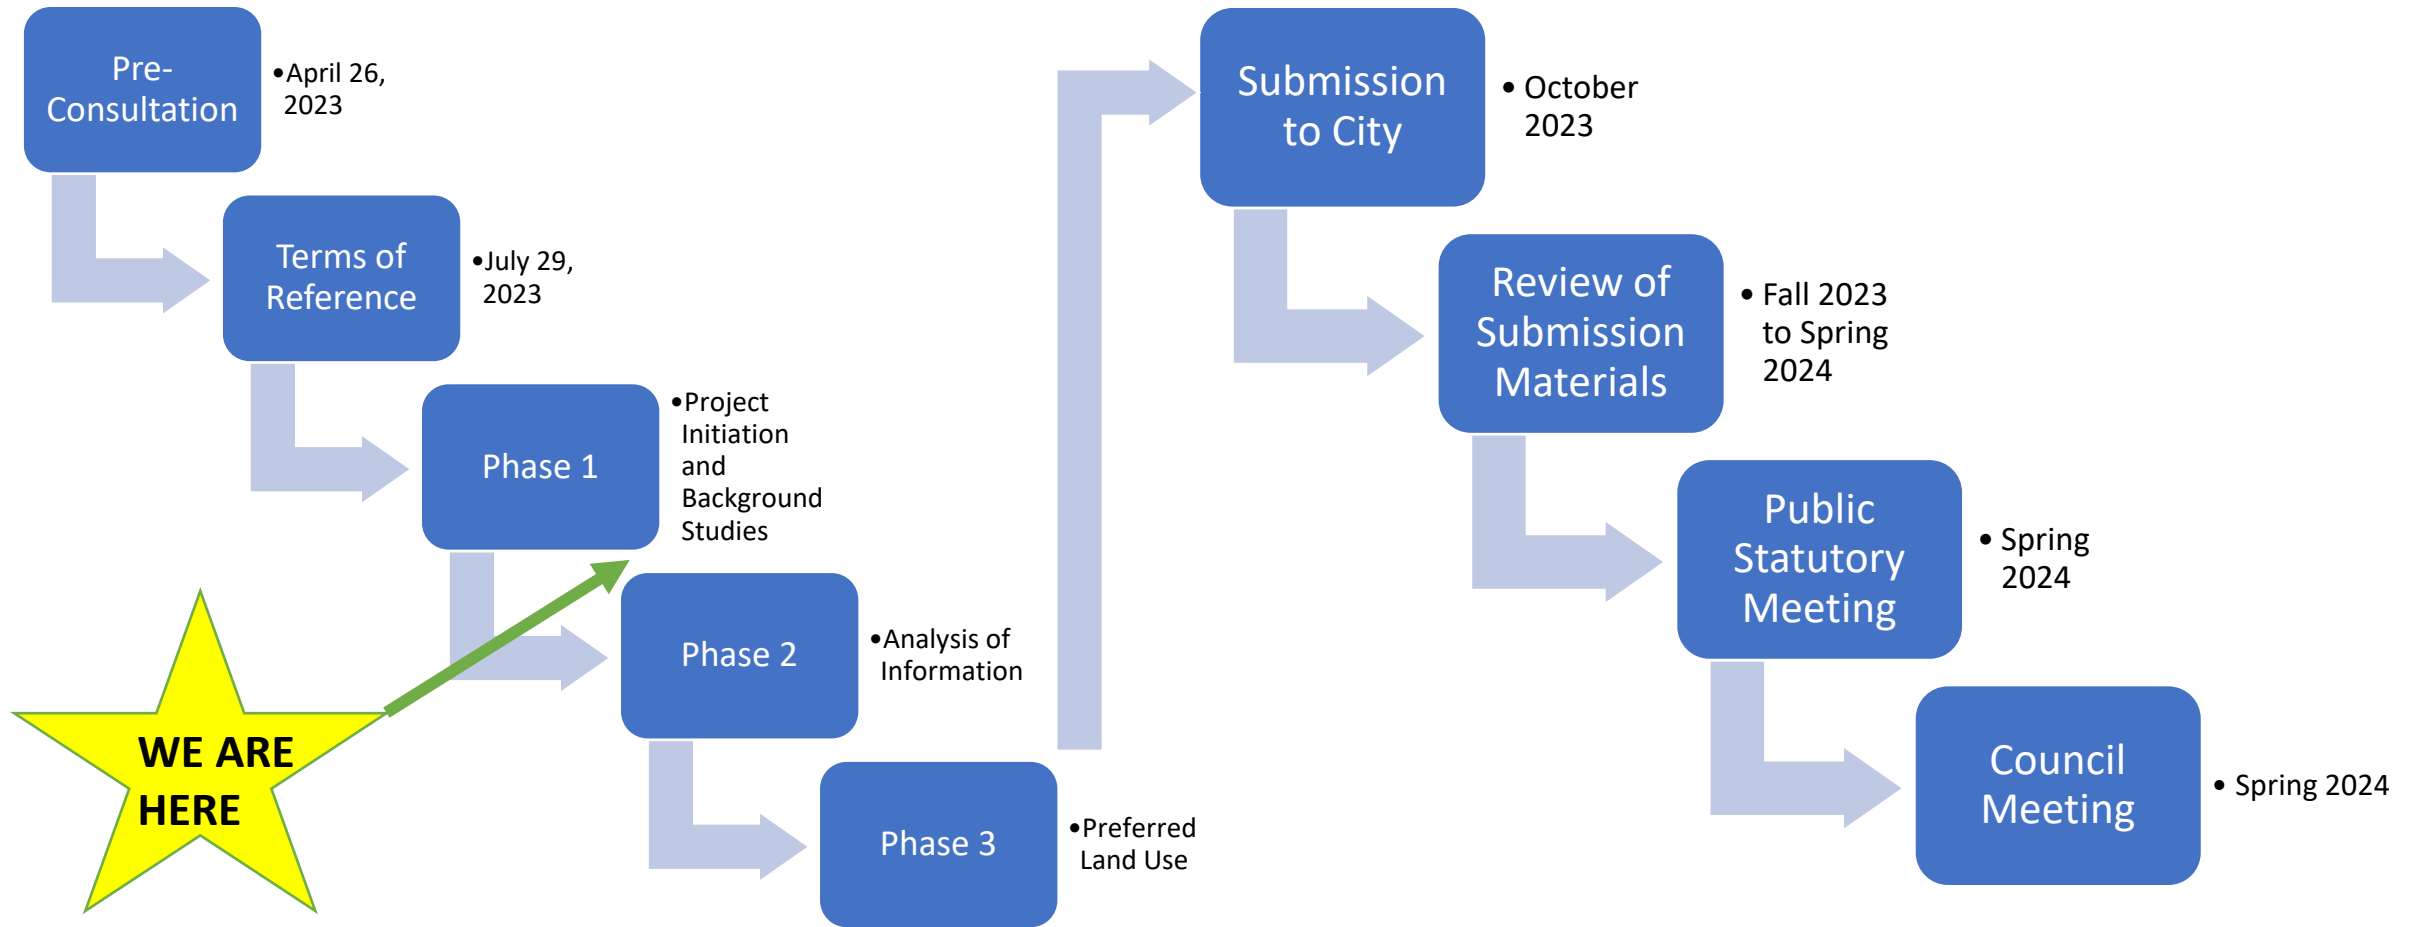 Pre-
Consultation
•April 26,
2023
Terms of
Reference
•July 29,
2023
Phase 1
•Project
Initiation
and
Background
Studies
Phase 2
•Analysis of
Information
Phase 3
•Preferred
Land Use
WE ARE
HERE
Submission
to City
• October
2023
Review of
Submission
Materials
• Fall 2023
to Spring
2024
Public
Statutory
Meeting
• Spring
2024
Council
Meeting
• Spring 2024